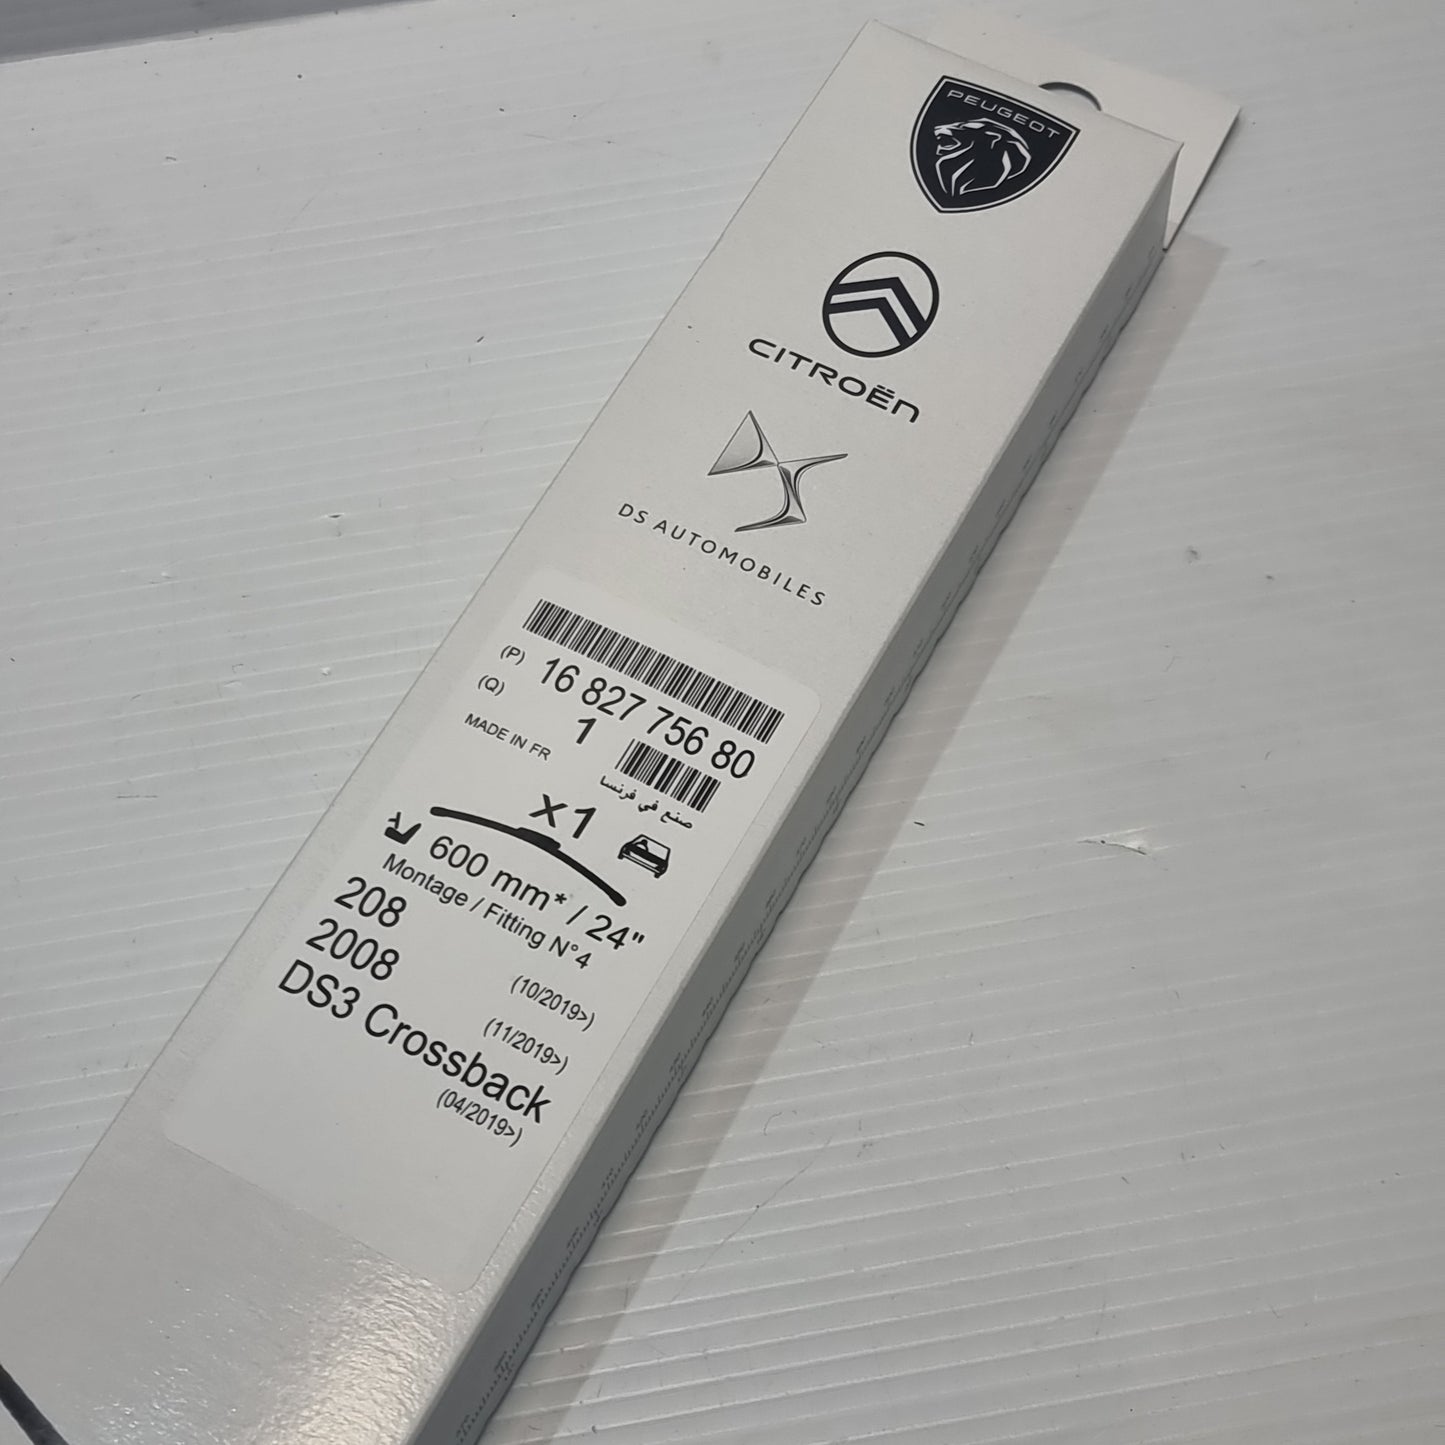 PEUGEOT
CITROËN
DS AUTOMOBILES
(P) 16 827 756 80
(Q) 1
MADE IN FR
صنع في فرنسا
x1
600 mm* / 24"
Montage / Fitting N°4
208
(10/2019>)
2008
(11/2019>)
DS3 Crossback
(04/2019>)